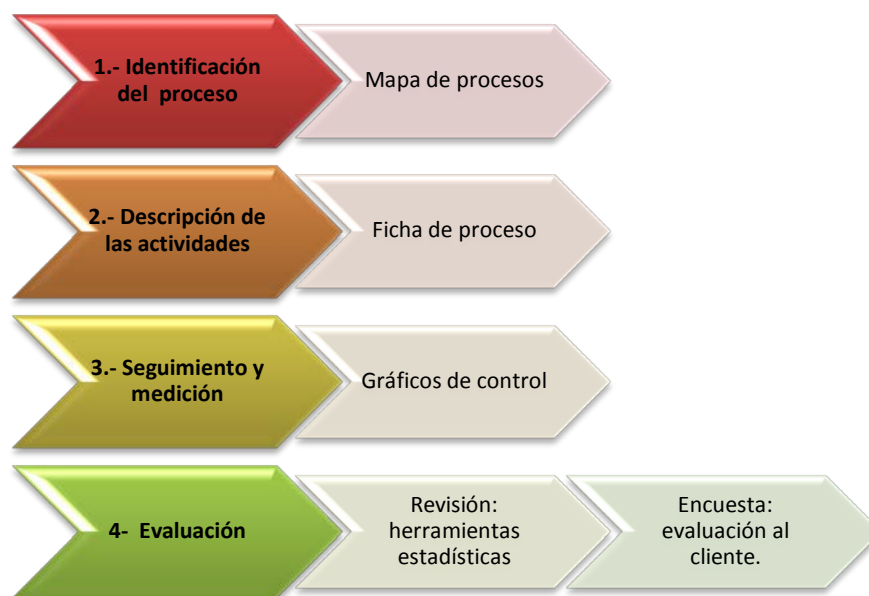 1.- Identificación
del proceso
Mapa de procesos
2.- Descripción de
las actividades
Ficha de proceso
3.- Seguimiento y
medición
Gráficos de control
4- Evaluación
Revisión:
herramientas
estadísticas
Encuesta:
evaluación al
cliente.